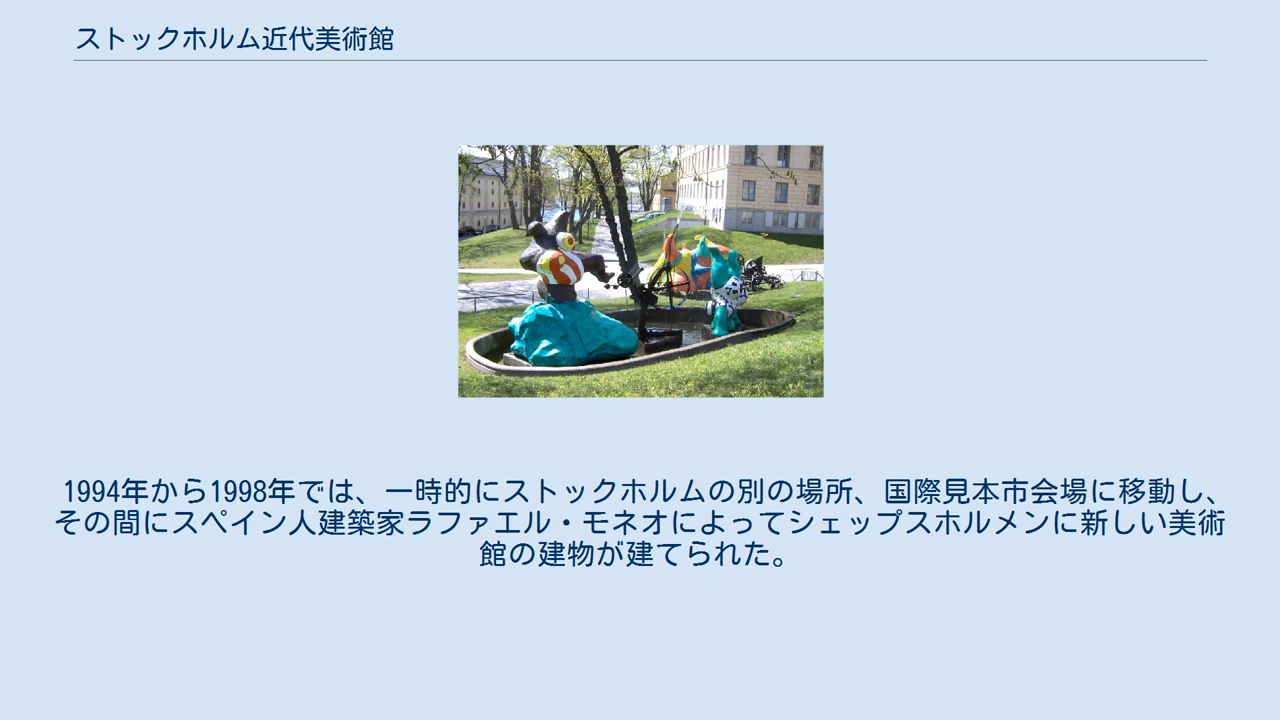 ストックホルム近代美術館
1994年から1998年では、一時的にストックホルムの別の場所、国際見本市会場に移動し、
その間にスペイン人建築家ラファエル・モネオによってシェップスホルメンに新しい美術
館の建物が建てられた。